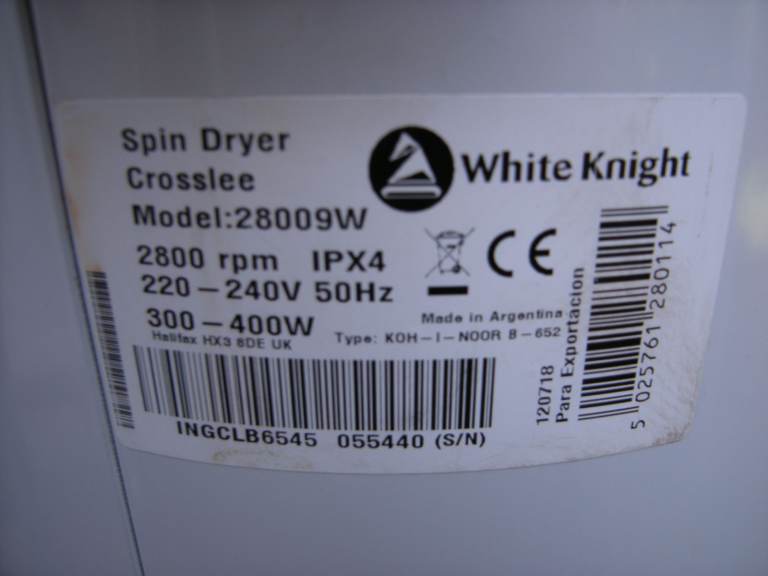 Spin Dryer
Crosslee
White Knight
Model:28009W
2800 rpm IPX4
CE
220-240V 50Hz
300-400W
Made in Argentina
Halifax HX3 8DE UK
Type: KOH-I-NOOR B-652
INGCLB6545 055440 (S/N)
120718
Para Exportacion
5 025761 280114